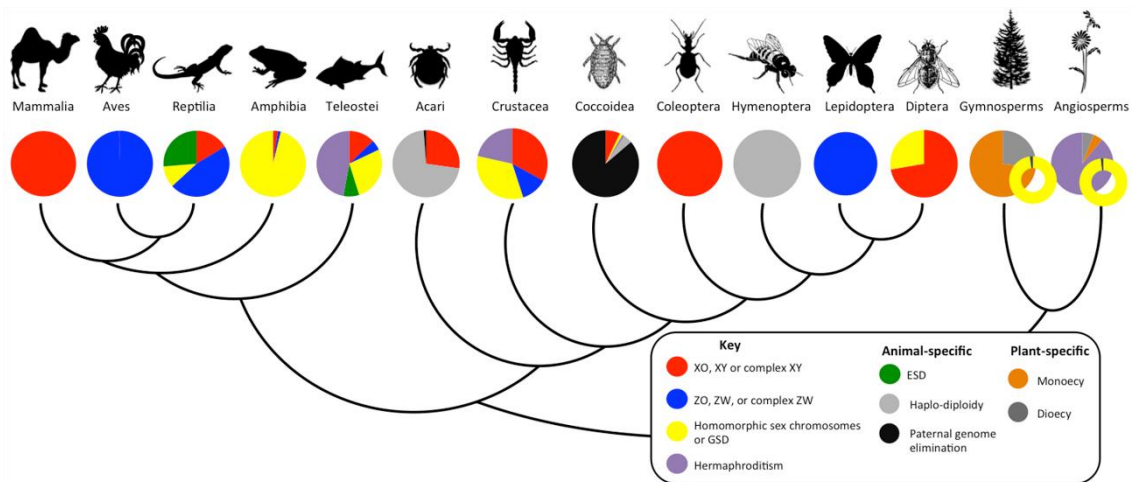 Mammalia Aves Reptilia Amphibia Teleostei Acari Crustacea Coccoidea Coleoptera Hymenoptera Lepidoptera Diptera Gymnosperms Angiosperms
Key
XO, XY or complex XY
ZO, ZW, or complex ZW
Homomorphic sex chromosomes
or GSD
Hermaphroditism
Animal-specific
ESD
Haplo-diploidy
Paternal genome
elimination
Plant-specific
Monoecy
Dioecy